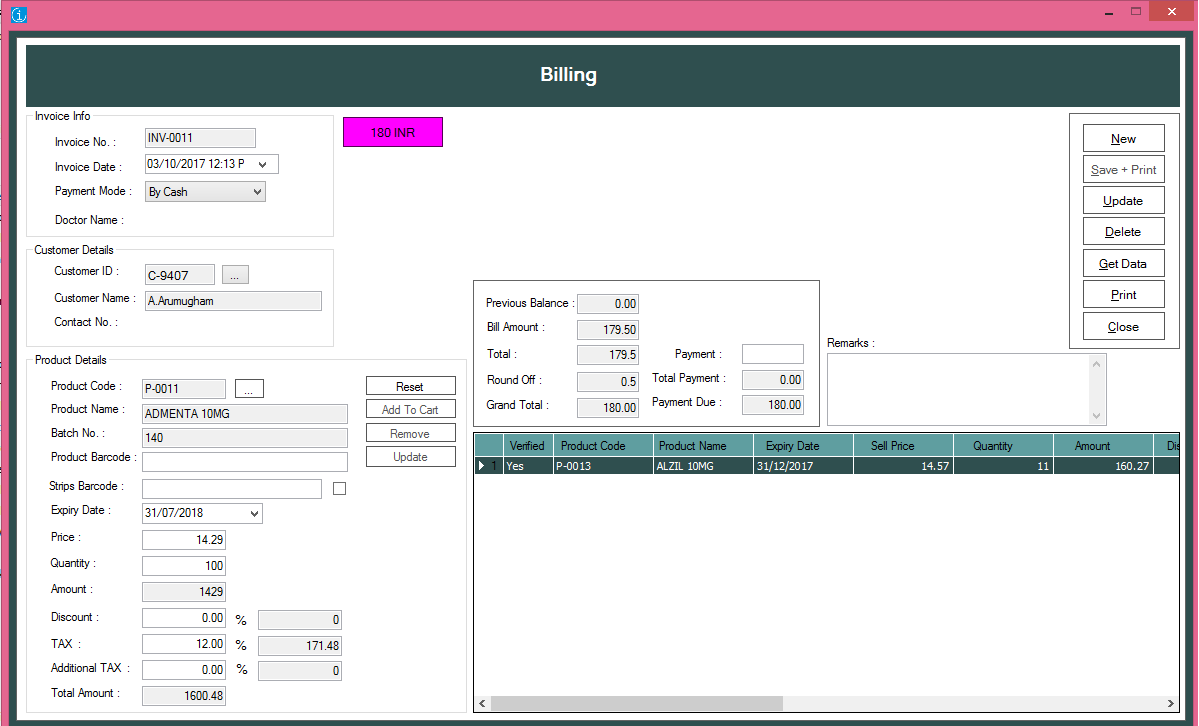 Billing
Invoice Info
Invoice No. : INV-0011
Invoice Date : 03/10/2017 12:13 P
Payment Mode : By Cash
Doctor Name :
180 INR
New
Save + Print
Update
Delete
Get Data
Print
Close
Customer Details
Customer ID : C-9407 ...
Customer Name : A.Arumugham
Contact No. :
Product Details
Product Code : P-0011 ...
Product Name : ADMENTA 10MG
Batch No. : 140
Product Barcode :
Strips Barcode :
Expiry Date : 31/07/2018
Price : 14.29
Quantity : 100
Amount : 1429
Discount : 0.00 % 0
TAX : 12.00 % 171.48
Additional TAX : 0.00 % 0
Total Amount : 1600.48
Reset
Add To Cart
Remove
Update
Previous Balance : 0.00
Bill Amount : 179.50
Total : 179.5 Payment :
Round Off : 0.5 Total Payment : 0.00
Grand Total : 180.00 Payment Due : 180.00
Remarks :
Verified Product Code Product Name Expiry Date Sell Price Quantity Amount
1 Yes P-0013 ALZIL 10MG 31/12/2017 14.57 11 160.27